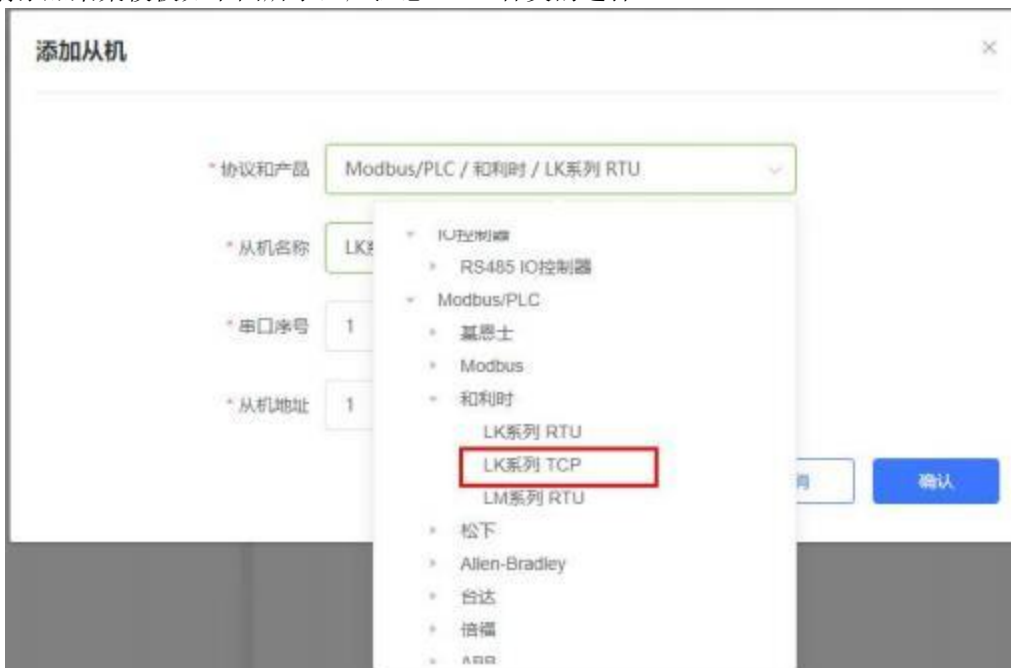 添加从机
* 协议和产品 Modbus/PLC / 和利时 / LK系列 RTU
* 从机名称
* 串口序号 1
* 从机地址 1
IO控制器
RS485 IO控制器
Modbus/PLC
基恩士
Modbus
和利时
LK系列 RTU
LK系列 TCP
LM系列 RTU
松下
Allen-Bradley
台达
倍福
ABB
确认